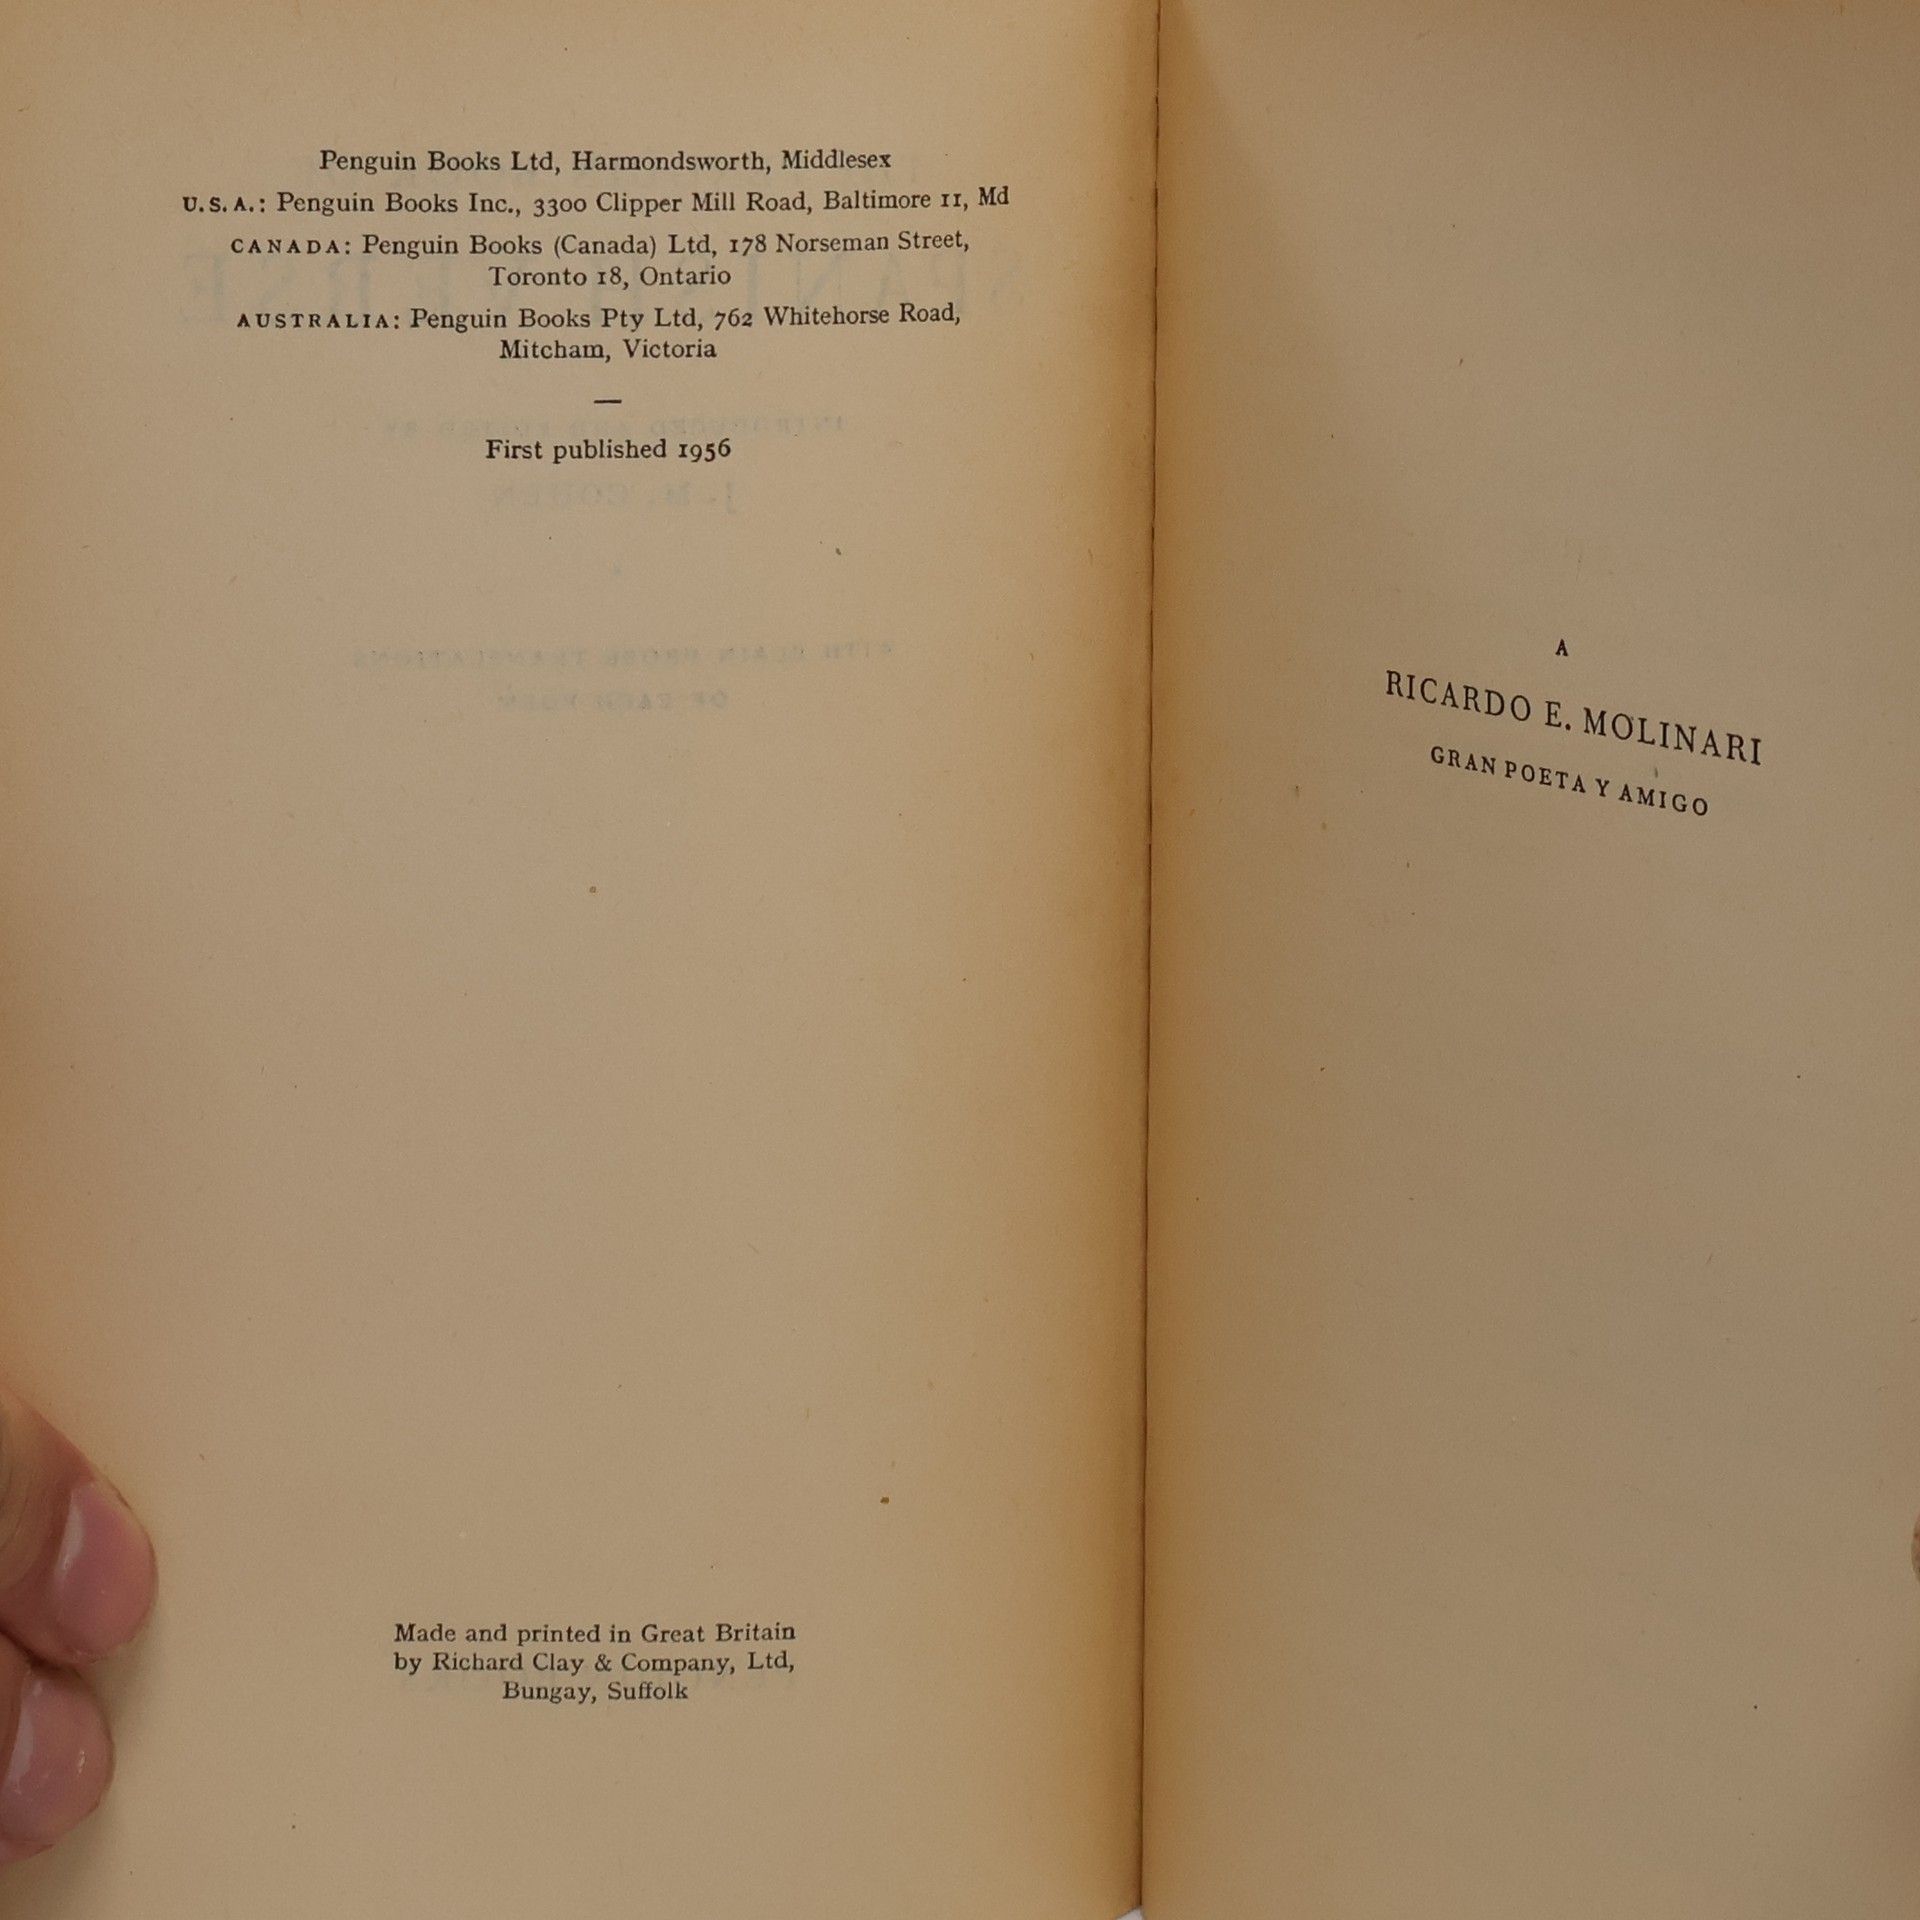 Penguin Books Ltd, Harmondsworth, Middlesex
U.S.A.: Penguin Books Inc., 3300 Clipper Mill Road, Baltimore 11, Md
CANADA: Penguin Books (Canada) Ltd, 178 Norseman Street,
Toronto 18, Ontario
AUSTRALIA: Penguin Books Pty Ltd, 762 Whitehorse Road,
Mitcham, Victoria
—
First published 1956
Made and printed in Great Britain
by Richard Clay & Company, Ltd,
Bungay, Suffolk
A
RICARDO E. MOLINARI
GRAN POETA Y AMIGO